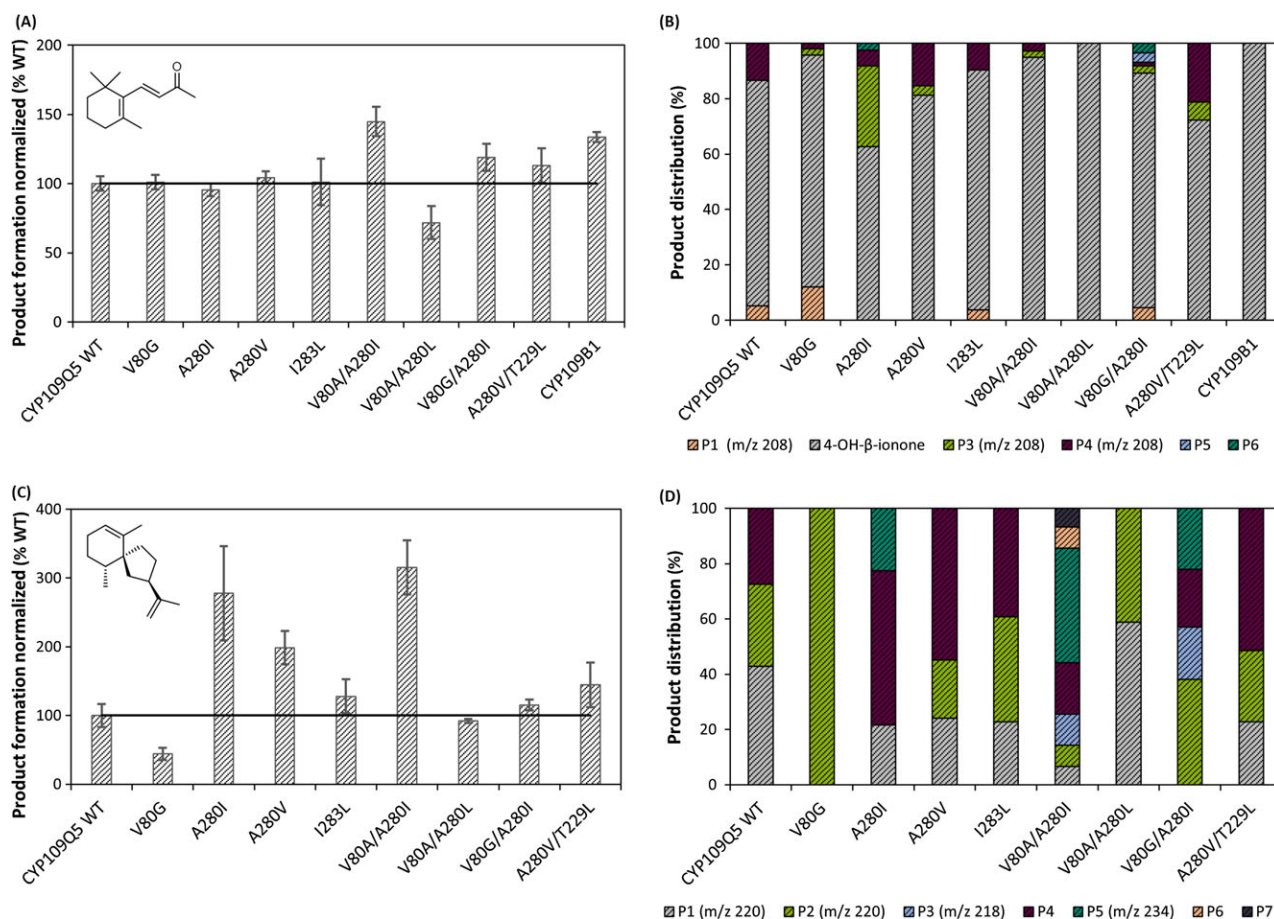 (A)
Product formation normalized (% WT)
200
150
100
50
0
O
CYP109Q5 WT
V80G
A280I
A280V
I283L
V80A/A280I
V80A/A280L
V80G/A280I
A280V/T229L
CYP109B1
(B)
Product distribution (%)
100
80
60
40
20
0
CYP109Q5 WT
V80G
A280I
A280V
I283L
V80A/A280I
V80A/A280L
V80G/A280I
A280V/T229L
CYP109B1
P1 (m/z 208) 4-OH-β-ionone P3 (m/z 208) P4 (m/z 208) P5 P6
(C)
Product formation normalized (% WT)
400
300
200
100
0
CYP109Q5 WT
V80G
A280I
A280V
I283L
V80A/A280I
V80A/A280L
V80G/A280I
A280V/T229L
(D)
Product distribution (%)
100
80
60
40
20
0
CYP109Q5 WT
V80G
A280I
A280V
I283L
V80A/A280I
V80A/A280L
V80G/A280I
A280V/T229L
P1 (m/z 220) P2 (m/z 220) P3 (m/z 218) P4 P5 (m/z 234) P6 P7